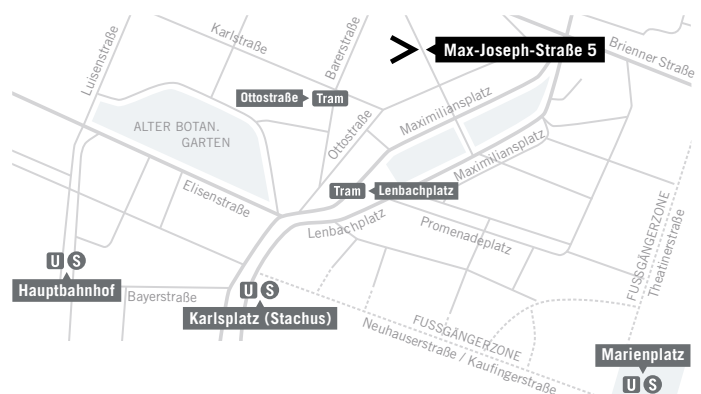 Karlstraße
Luisenstraße
Barerstraße
Max-Joseph-Straße 5
Brienner Straße
Ottostraße
Tram
Maximiliansplatz
ALTER BOTAN.
GARTEN
Ottostraße
Maximiliansplatz
Elisenstraße
Tram
Lenbachplatz
Lenbachplatz
Promenadeplatz
FUSSGÄNGERZONE
Theatinerstraße
U S
Hauptbahnhof
Bayerstraße
U S
Karlsplatz (Stachus)
FUSSGÄNGERZONE
Neuhauserstraße / Kaufingerstraße
Marienplatz
U S